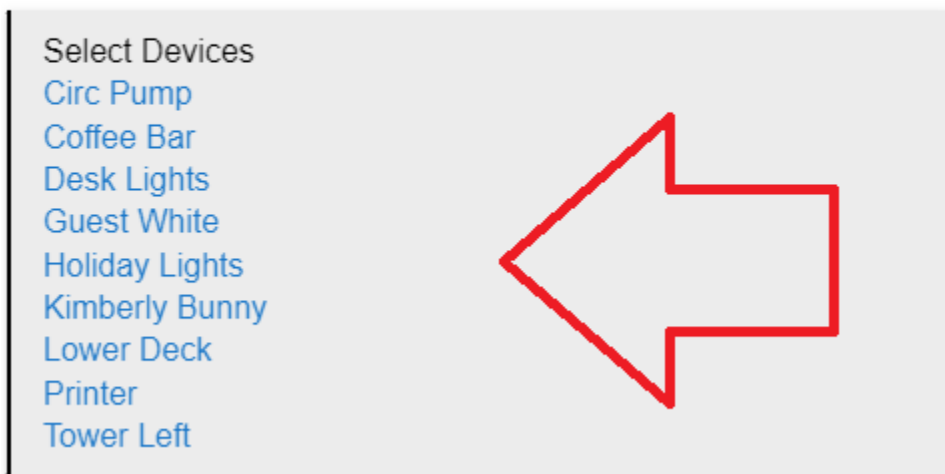 Select Devices
Circ Pump
Coffee Bar
Desk Lights
Guest White
Holiday Lights
Kimberly Bunny
Lower Deck
Printer
Tower Left